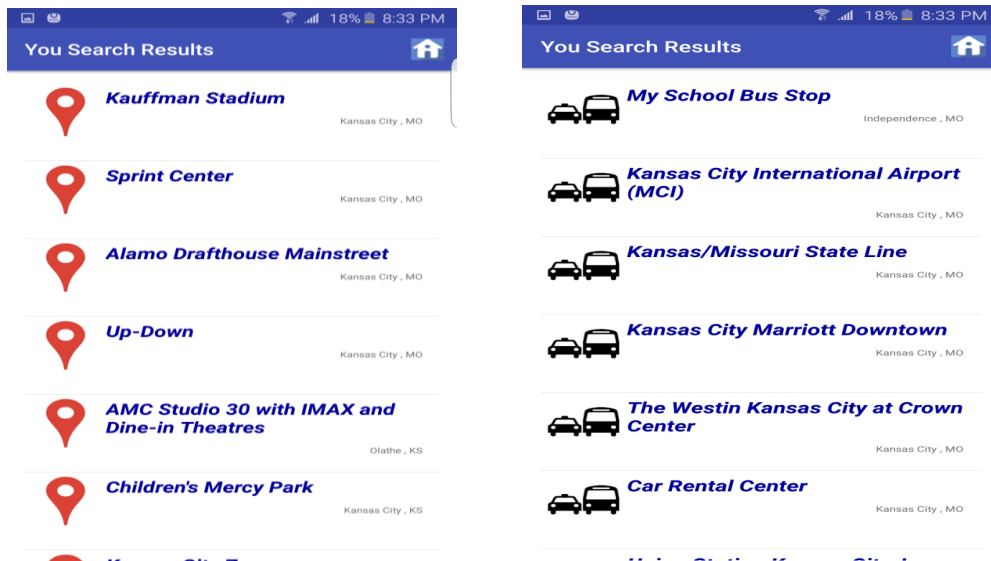 18% 8:33 PM
You Search Results
Kauffman Stadium
Kansas City , MO
Sprint Center
Kansas City , MO
Alamo Drafthouse Mainstreet
Kansas City , MO
Up-Down
Kansas City , MO
AMC Studio 30 with IMAX and
Dine-in Theatres
Olathe , KS
Children's Mercy Park
Kansas City , KS
18% 8:33 PM
You Search Results
My School Bus Stop
Independence , MO
Kansas City International Airport
(MCI)
Kansas City , MO
Kansas/Missouri State Line
Kansas City , MO
Kansas City Marriott Downtown
Kansas City , MO
The Westin Kansas City at Crown
Center
Kansas City , MO
Car Rental Center
Kansas City , MO